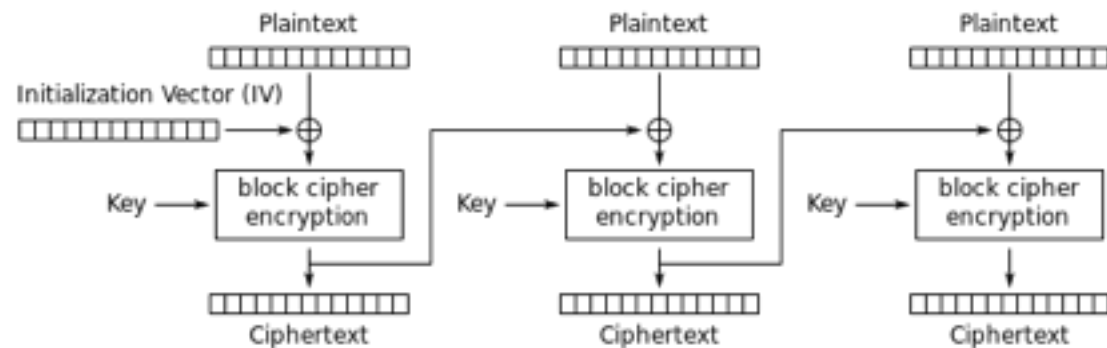 Plaintext
Plaintext
Plaintext
Initialization Vector (IV)
Key
block cipher
encryption
Key
block cipher
encryption
Key
block cipher
encryption
Ciphertext
Ciphertext
Ciphertext